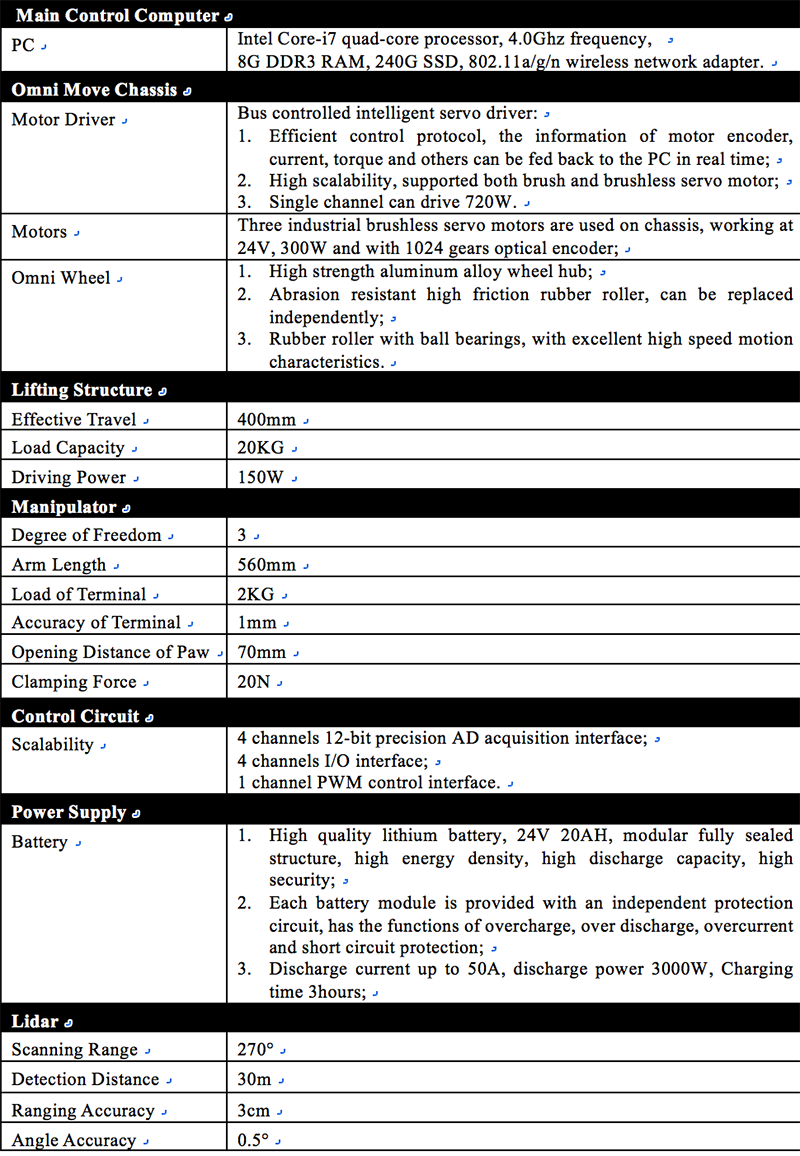 Main Control Computer
PC
Intel Core-i7 quad-core processor, 4.0Ghz frequency,
8G DDR3 RAM, 240G SSD, 802.11a/g/n wireless network adapter.
Omni Move Chassis
Motor Driver
Bus controlled intelligent servo driver:
1. Efficient control protocol, the information of motor encoder,
current, torque and others can be fed back to the PC in real time;
2. High scalability, supported both brush and brushless servo motor;
3. Single channel can drive 720W.
Motors
Three industrial brushless servo motors are used on chassis, working at
24V, 300W and with 1024 gears optical encoder;
Omni Wheel
1. High strength aluminum alloy wheel hub;
2. Abrasion resistant high friction rubber roller, can be replaced
independently;
3. Rubber roller with ball bearings, with excellent high speed motion
characteristics.
Lifting Structure
Effective Travel 400mm
Load Capacity 20KG
Driving Power 150W
Manipulator
Degree of Freedom 3
Arm Length 560mm
Load of Terminal 2KG
Accuracy of Terminal 1mm
Opening Distance of Paw 70mm
Clamping Force 20N
Control Circuit
Scalability
4 channels 12-bit precision AD acquisition interface;
4 channels I/O interface;
1 channel PWM control interface.
Power Supply
Battery
1. High quality lithium battery, 24V 20AH, modular fully sealed
structure, high energy density, high discharge capacity, high
security;
2. Each battery module is provided with an independent protection
circuit, has the functions of overcharge, over discharge, overcurrent
and short circuit protection;
3. Discharge current up to 50A, discharge power 3000W, Charging
time 3hours;
Lidar
Scanning Range 270°
Detection Distance 30m
Ranging Accuracy 3cm
Angle Accuracy 0.5°